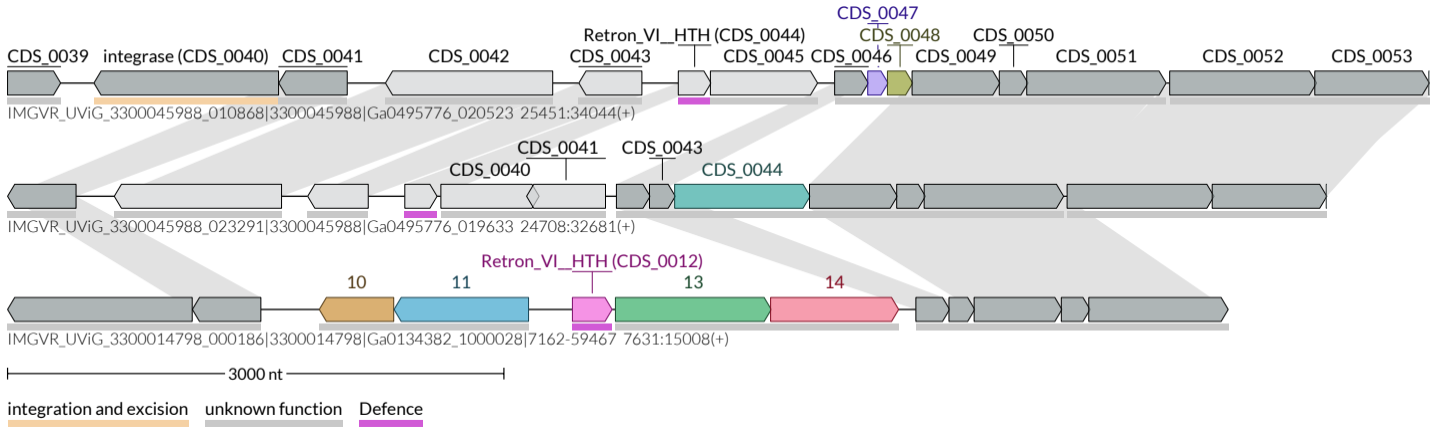 CDS_0047
Retron_VI__HTH (CDS_0044) CDS_0048 CDS_0050
CDS_0039 integrase (CDS_0040) CDS_0041 CDS_0042 CDS_0043 CDS_0045 CDS_0046 CDS_0049 CDS_0051 CDS_0052 CDS_0053
IMGVR_UViG_3300045988_010868|3300045988|Ga0495776_020523 25451:34044(+)
CDS_0041 CDS_0043
CDS_0040 CDS_0044
IMGVR_UViG_3300045988_023291|3300045988|Ga0495776_019633 24708:32681(+)
Retron_VI__HTH (CDS_0012)
10 11 13 14
IMGVR_UViG_3300014798_000186|3300014798|Ga0134382_1000028|7162-59467 7631:15008(+)
3000 nt
integration and excision unknown function Defence